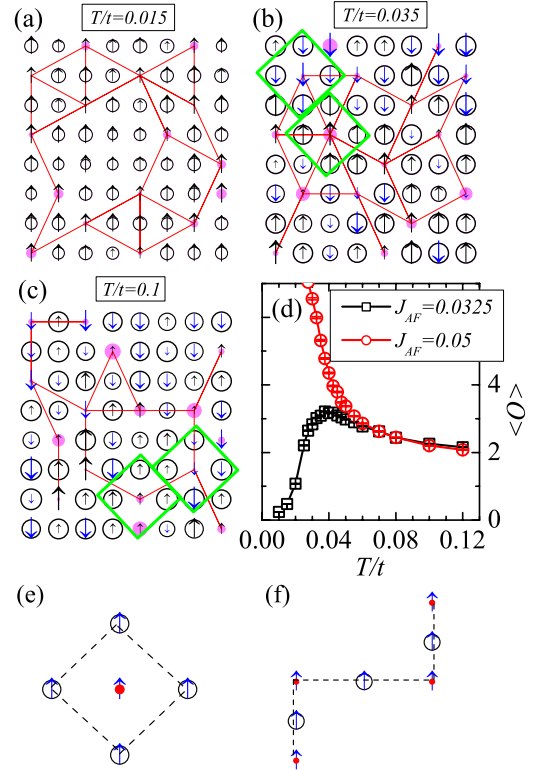 (a) T/t=0.015
(b) T/t=0.035
(c) T/t=0.1
(d)
J_AF=0.0325
J_AF=0.05
4
2
0
<O>
0.00 0.04 0.08 0.12
T/t
(e)
(f)